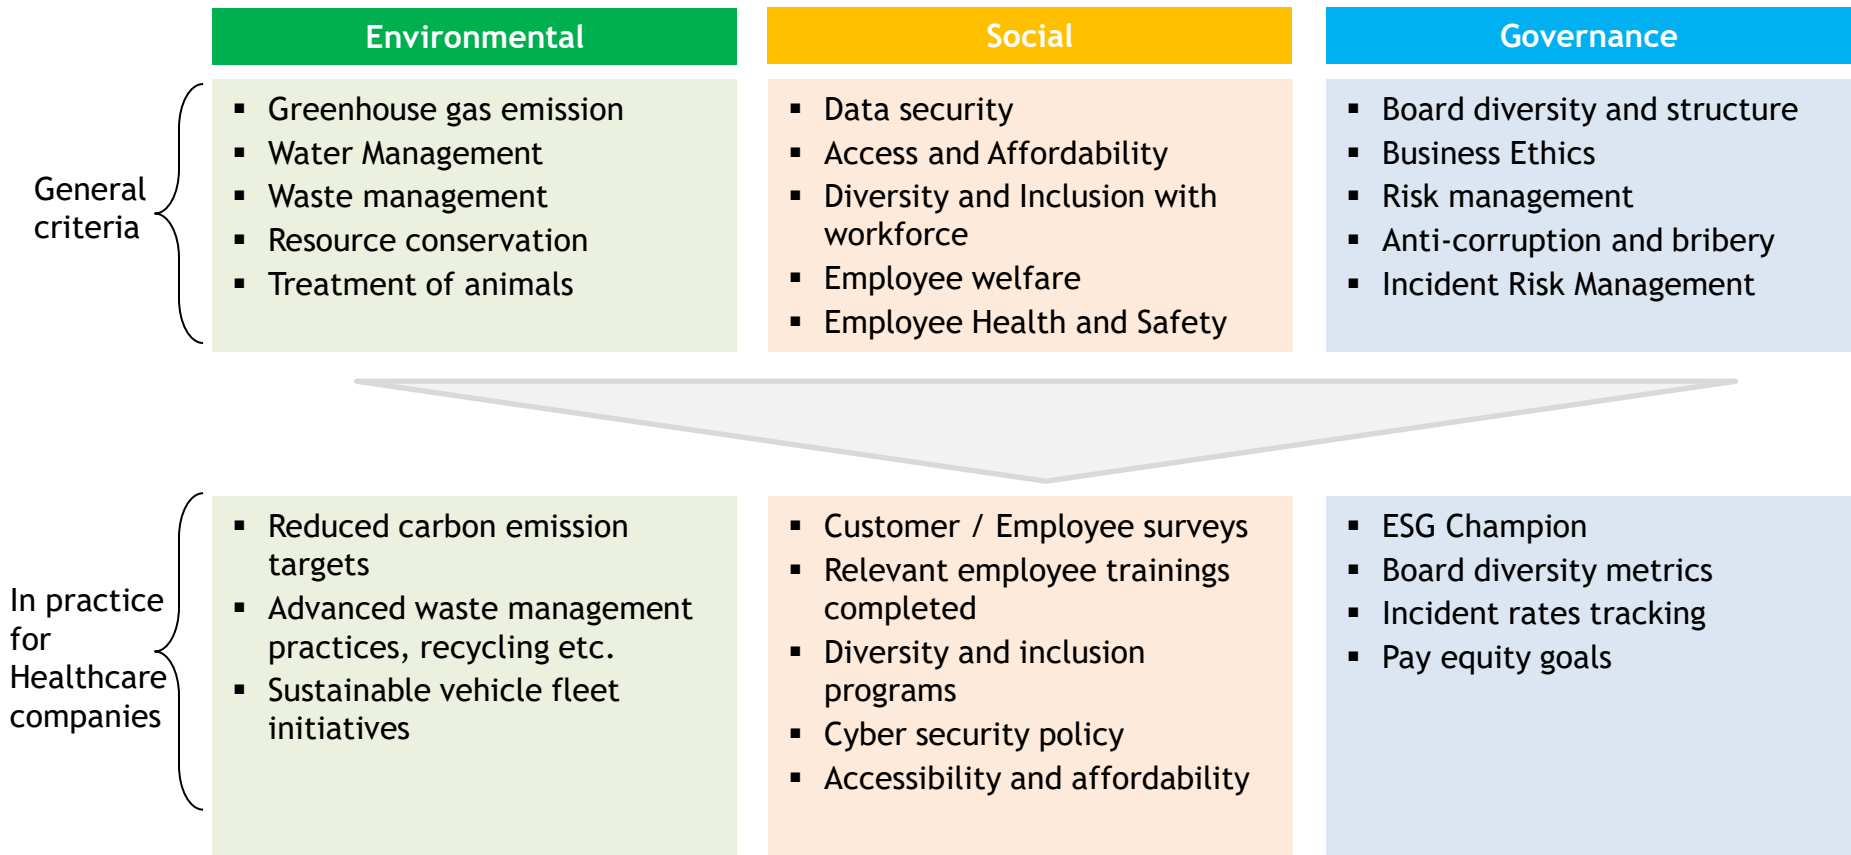 Environmental
Social
Governance
General
criteria
▪ Greenhouse gas emission
▪ Water Management
▪ Waste management
▪ Resource conservation
▪ Treatment of animals
▪ Data security
▪ Access and Affordability
▪ Diversity and Inclusion with
workforce
▪ Employee welfare
▪ Employee Health and Safety
▪ Board diversity and structure
▪ Business Ethics
▪ Risk management
▪ Anti-corruption and bribery
▪ Incident Risk Management
In practice
for
Healthcare
companies
▪ Reduced carbon emission
targets
▪ Advanced waste management
practices, recycling etc.
▪ Sustainable vehicle fleet
initiatives
▪ Customer / Employee surveys
▪ Relevant employee trainings
completed
▪ Diversity and inclusion
programs
▪ Cyber security policy
▪ Accessibility and affordability
▪ ESG Champion
▪ Board diversity metrics
▪ Incident rates tracking
▪ Pay equity goals